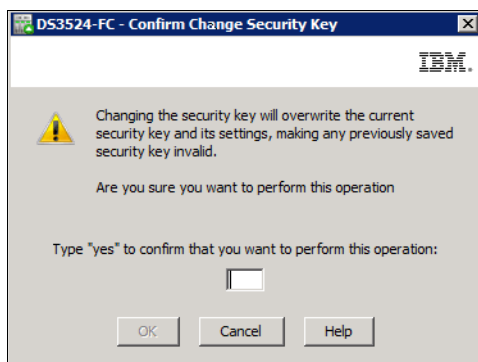 DS3524-FC - Confirm Change Security Key
IBM.
Changing the security key will overwrite the current
security key and its settings, making any previously saved
security key invalid.
Are you sure you want to perform this operation
Type "yes" to confirm that you want to perform this operation:
OK Cancel Help